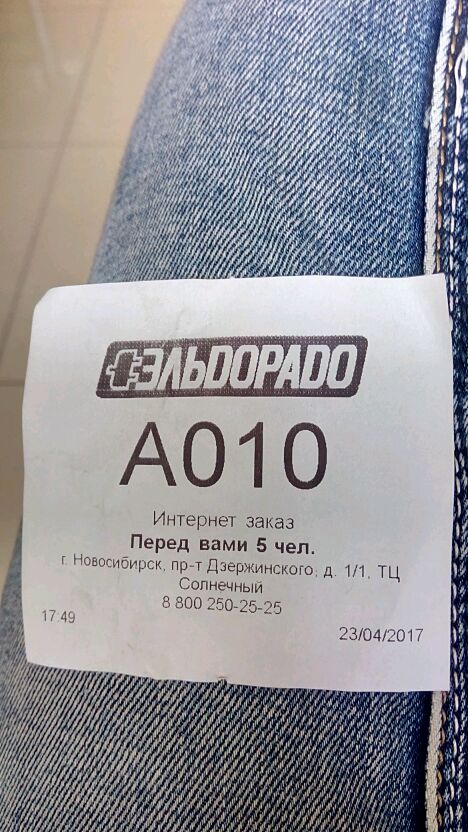 ЭЛЬДОРАДО
А010
Интернет заказ
Перед вами 5 чел.
г. Новосибирск, пр-т Дзержинского, д. 1/1, ТЦ
Солнечный
8 800 250-25-25
17:49
23/04/2017